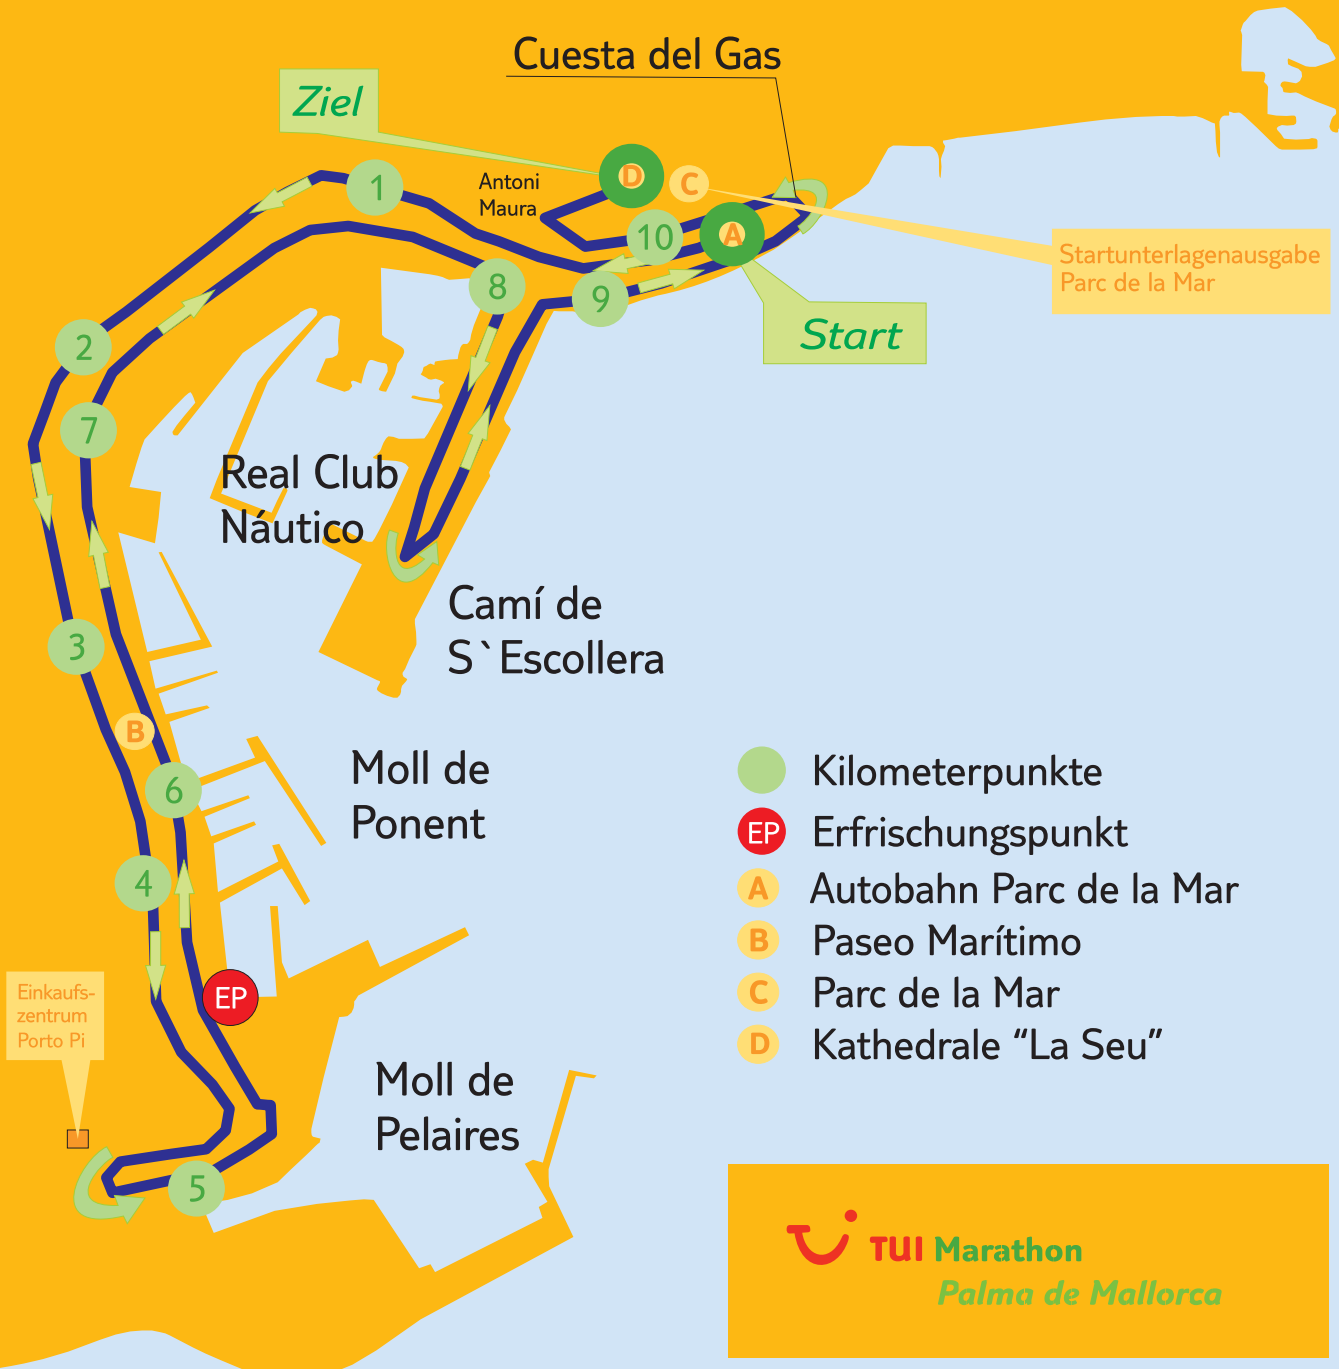 Cuesta del Gas
Ziel
Antoni
Maura
D
C
1
10
A
Startunterlagenausgabe
Parc de la Mar
8
9
Start
2
7
Real Club
Náutico
Camí de
S`Escollera
3
B
6
Moll de
Ponent
4
EP
Einkaufs-
zentrum
Porto Pi
Moll de
Pelaires
5
Kilometerpunkte
EP Erfrischungspunkt
A Autobahn Parc de la Mar
B Paseo Marítimo
C Parc de la Mar
D Kathedrale “La Seu”
TUI Marathon
Palma de Mallorca